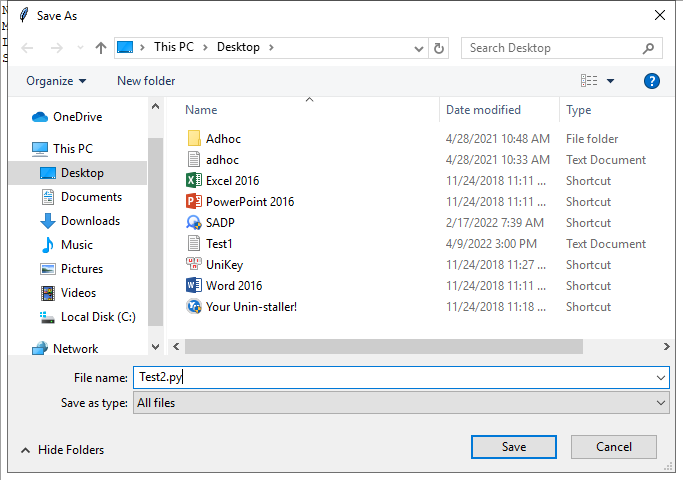 Save As
This PC > Desktop >
Search Desktop
Organize
New folder
Name
Date modified
Type
OneDrive
This PC
Desktop
Documents
Downloads
Music
Pictures
Videos
Local Disk (C:)
Network
Adhoc 4/28/2021 10:48 AM File folder
adhoc 4/28/2021 10:33 AM Text Document
Excel 2016 11/24/2018 11:11 ... Shortcut
PowerPoint 2016 11/24/2018 11:11 ... Shortcut
SADP 2/17/2022 7:39 AM Shortcut
Test1 4/9/2022 3:00 PM Text Document
UniKey 11/24/2018 11:27 ... Shortcut
Word 2016 11/24/2018 11:11 ... Shortcut
Your Unin-staller! 11/24/2018 11:18 ... Shortcut
File name: Test2.py
Save as type: All files
Hide Folders
Save
Cancel